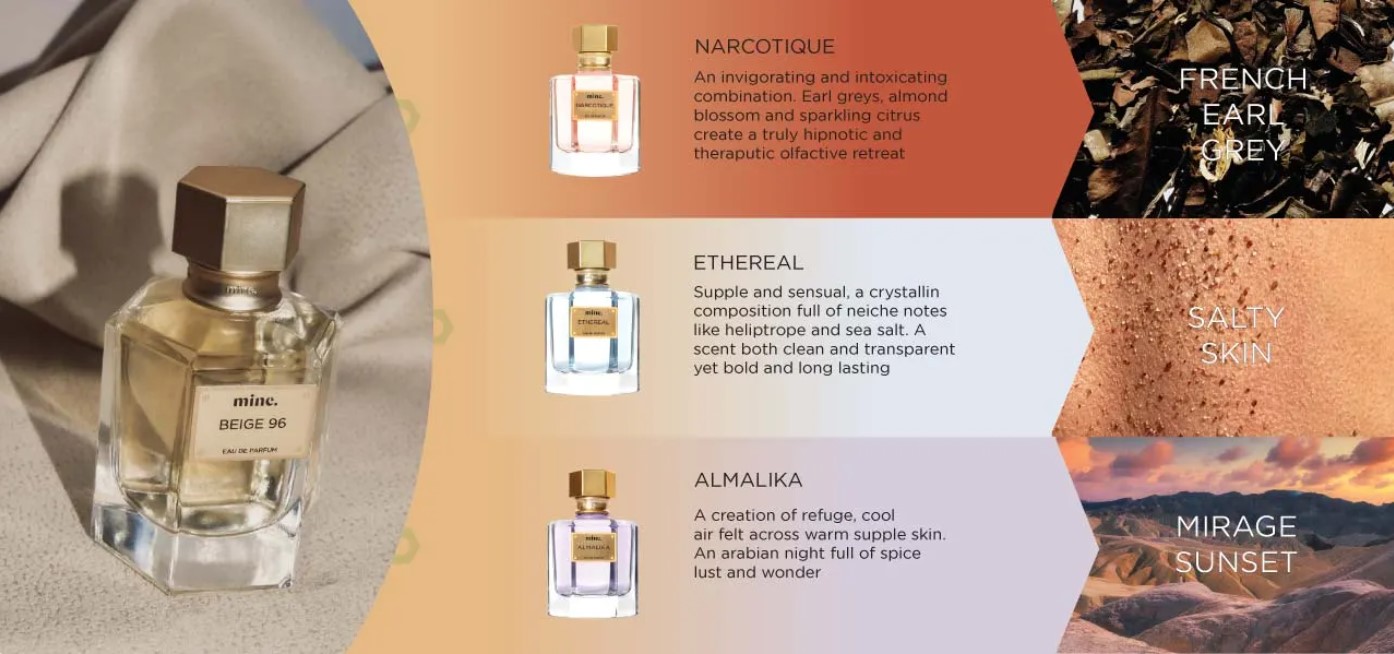 minc.
BEIGE 96
EAU DE PARFUM
minc.
NARCOTIQUE
NARCOTIQUE
An invigorating and intoxicating
combination. Earl greys, almond
blossom and sparkling citrus
create a truly hipnotic and
theraputic olfactive retreat
FRENCH
EARL
GREY
minc.
ETHEREAL
ETHEREAL
Supple and sensual, a crystallin
composition full of neiche notes
like heliptrope and sea salt. A
scent both clean and transparent
yet bold and long lasting
SALTY
SKIN
minc.
ALMALIKA
ALMALIKA
A creation of refuge, cool
air felt across warm supple skin.
An arabian night full of spice
lust and wonder
MIRAGE
SUNSET